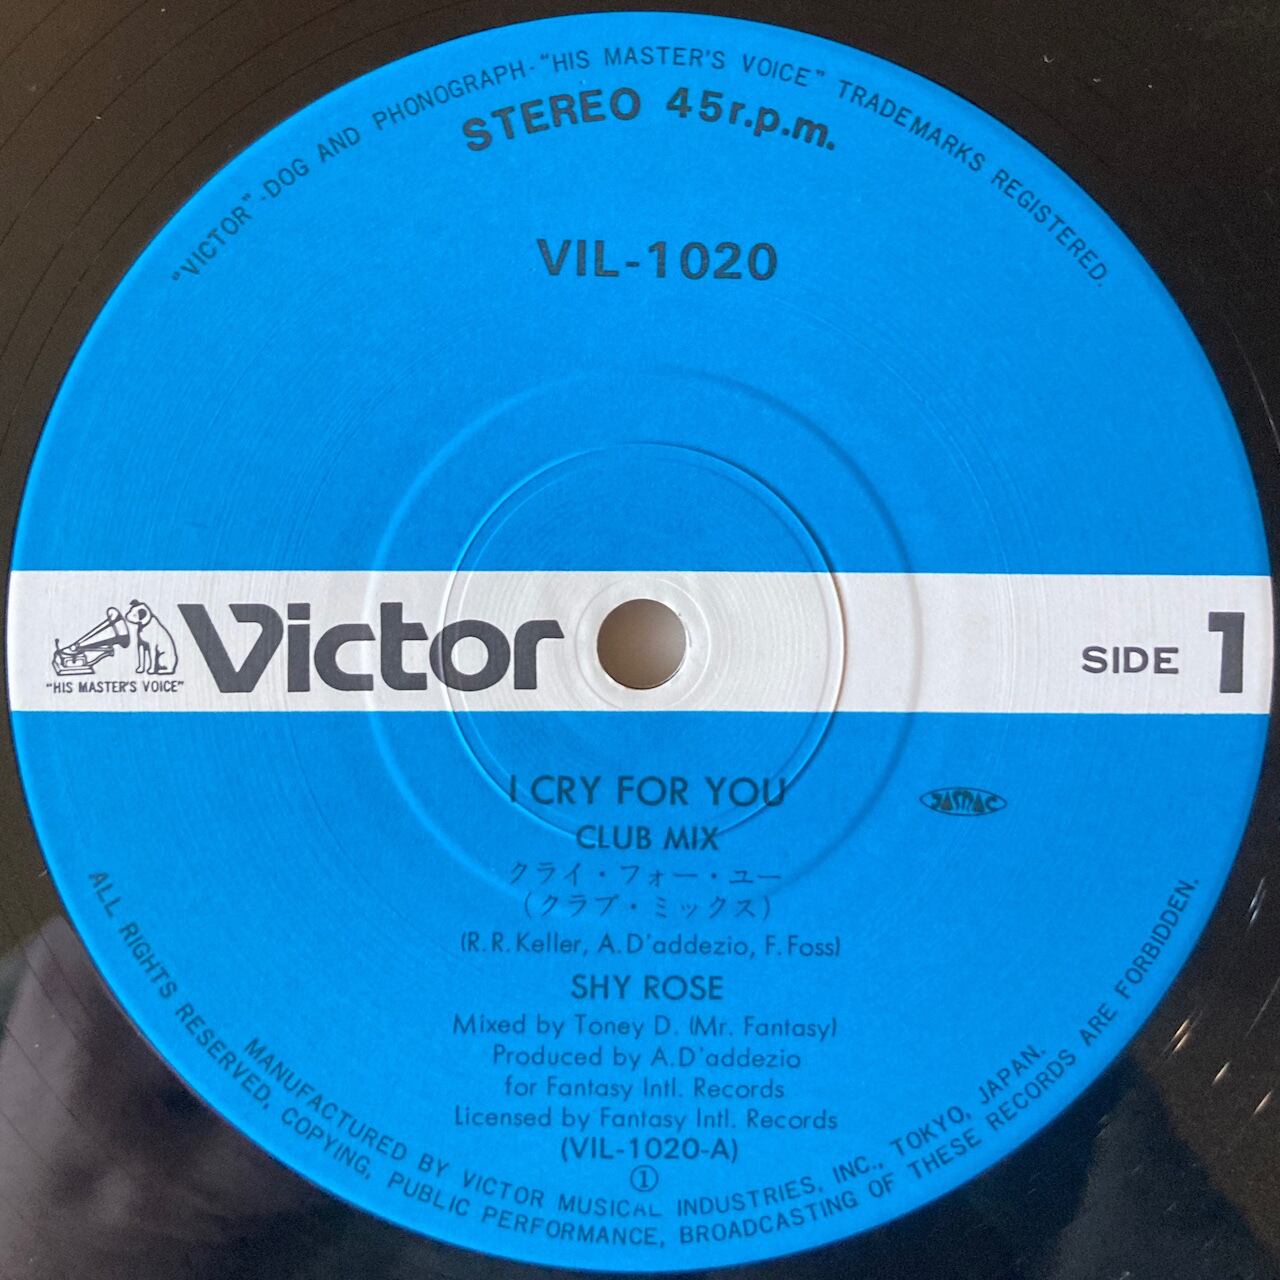 "VICTOR"-DOG AND PHONOGRAPH-"HIS MASTER'S VOICE" TRADEMARKS REGISTERED.
STEREO 45r.p.m.
VIL-1020
"HIS MASTER'S VOICE"
Victor
SIDE 1
I CRY FOR YOU
JASRAC
CLUB MIX
クライ・フォー・ユー
(クラブ・ミックス)
(R.R.Keller, A.D'addezio, F.Foss)
SHY ROSE
Mixed by Toney D. (Mr. Fantasy)
Produced by A.D'addezio
for Fantasy Intl. Records
Licensed by Fantasy Intl. Records
(VIL-1020-A)
①
MANUFACTURED BY VICTOR MUSICAL INDUSTRIES, INC., TOKYO, JAPAN.
ALL RIGHTS RESERVED, COPYING, PUBLIC PERFORMANCE, BROADCASTING OF THESE RECORDS ARE FORBIDDEN.